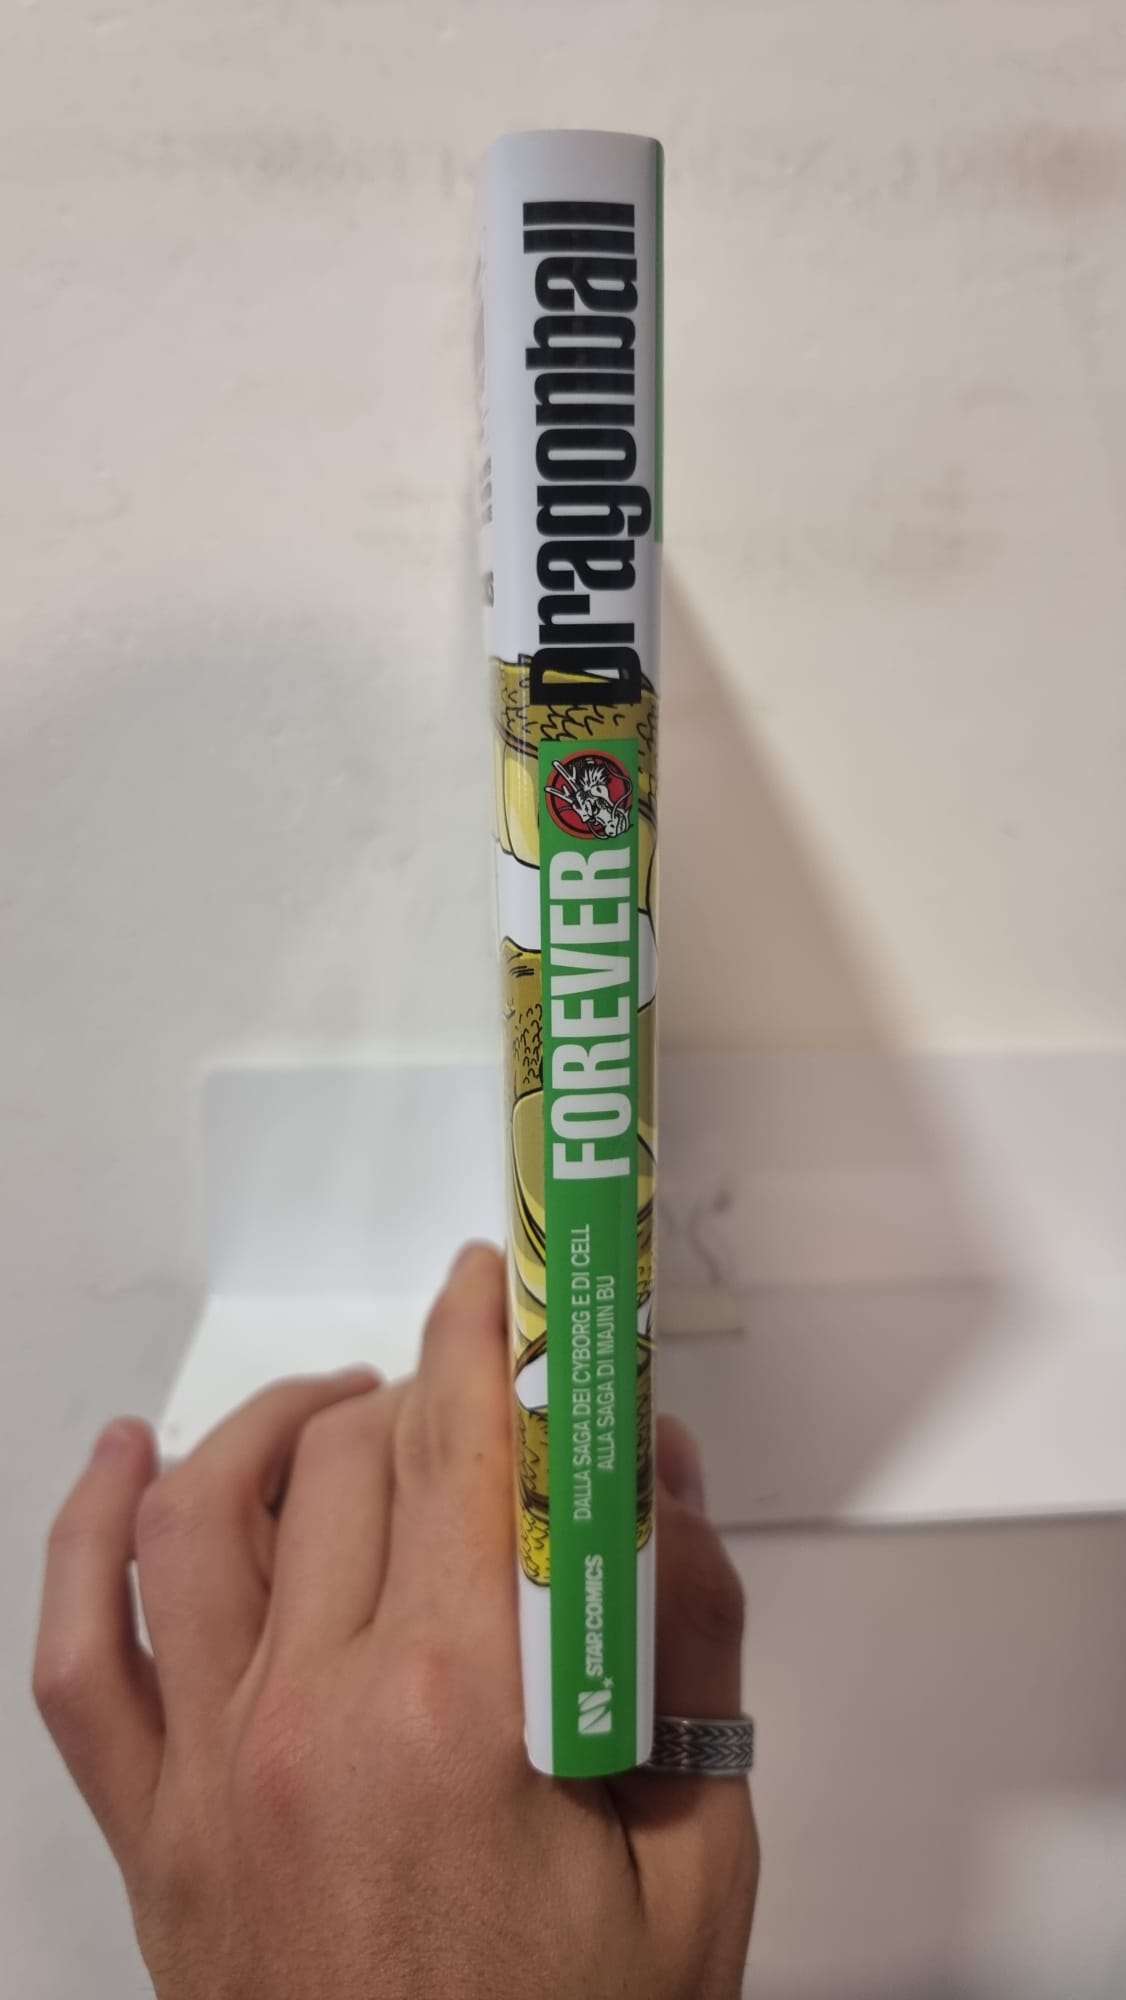 Dragonball
FOREVER
DALLA SAGA DEI CYBORG E DI CELL
ALLA SAGA DI MAJIN BU
STAR COMICS